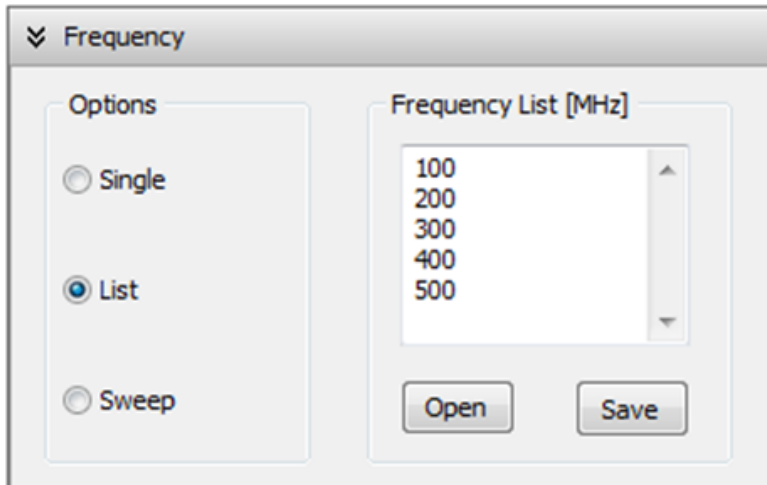 Frequency
Options
Single
List
Sweep
Frequency List [MHz]
100
200
300
400
500
Open
Save